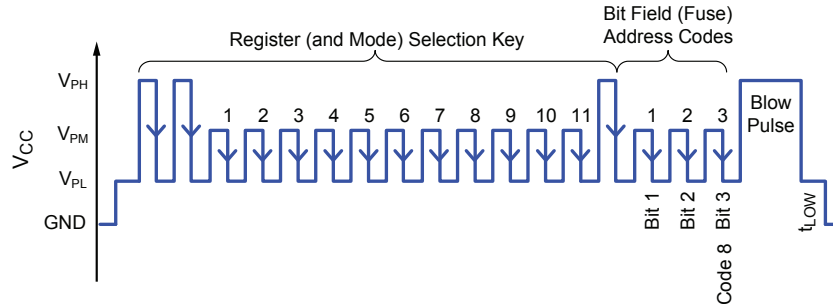 Bit Field (Fuse)
Address Codes
Register (and Mode) Selection Key
VPH
1 2 3 4 5 6 7 8 9 10 11 1 2 3
Blow
Pulse
VPM
VCC
VPL
GND
Bit 1
Bit 2
Code 8 Bit 3
tLOW